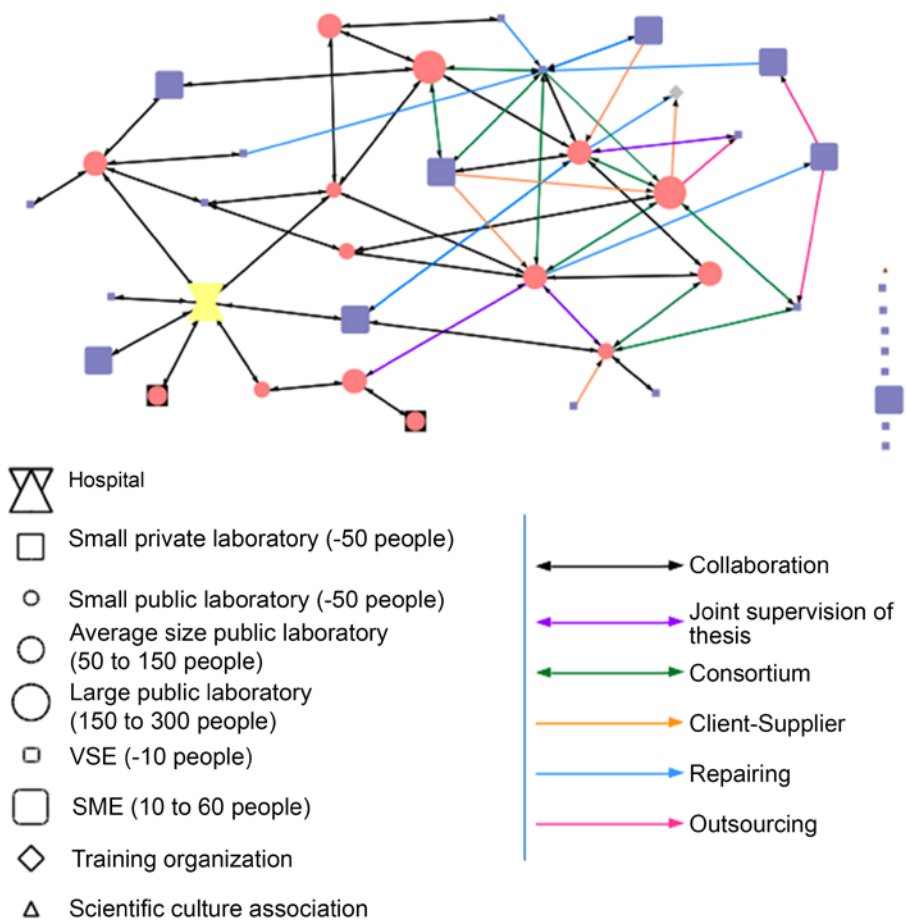 Hospital
Small private laboratory (-50 people)
Small public laboratory (-50 people)
Average size public laboratory
(50 to 150 people)
Large public laboratory
(150 to 300 people)
VSE (-10 people)
SME (10 to 60 people)
Training organization
Scientific culture association
Collaboration
Joint supervision of
thesis
Consortium
Client-Supplier
Repairing
Outsourcing